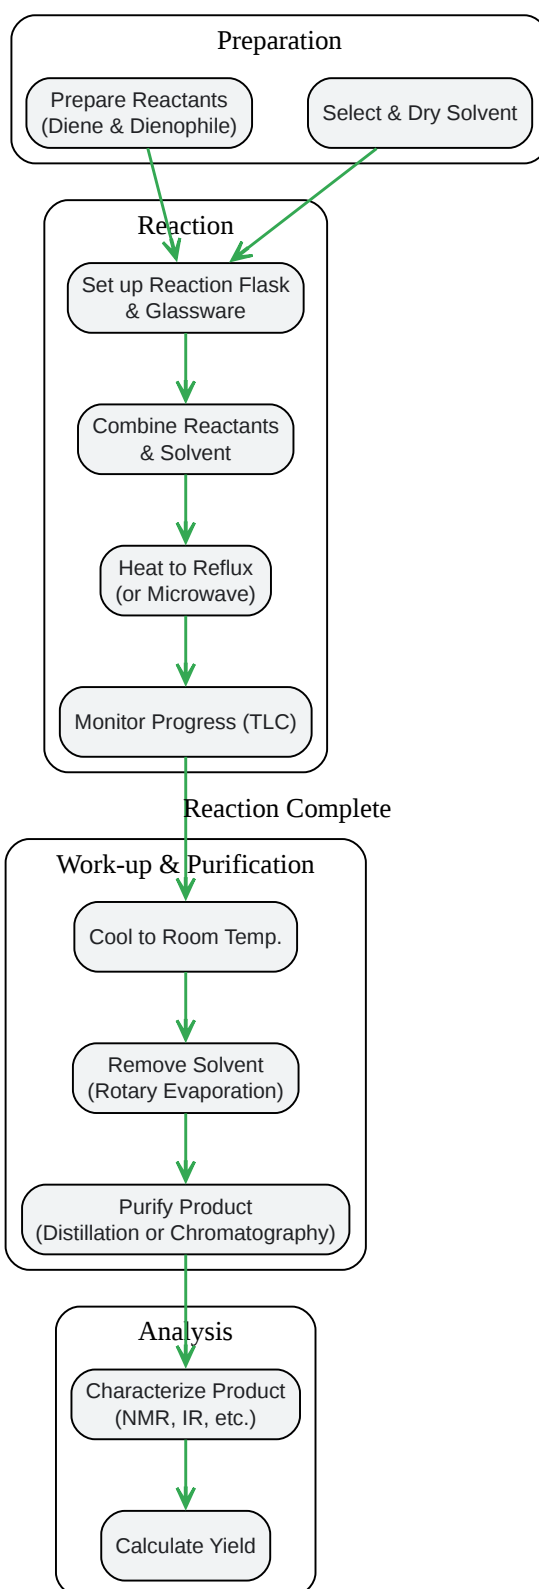 Preparation
Prepare Reactants
(Diene & Dienophile)
Select & Dry Solvent
Reaction
Set up Reaction Flask
& Glassware
Combine Reactants
& Solvent
Heat to Reflux
(or Microwave)
Monitor Progress (TLC)
Reaction Complete
Work-up & Purification
Cool to Room Temp.
Remove Solvent
(Rotary Evaporation)
Purify Product
(Distillation or Chromatography)
Analysis
Characterize Product
(NMR, IR, etc.)
Calculate Yield